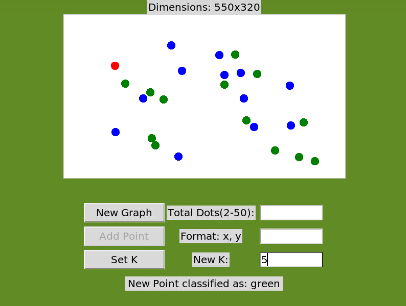 Dimensions: 550x320
New Graph Total Dots(2-50):
Add Point Format: x, y
Set K New K: 5
New Point classified as: green